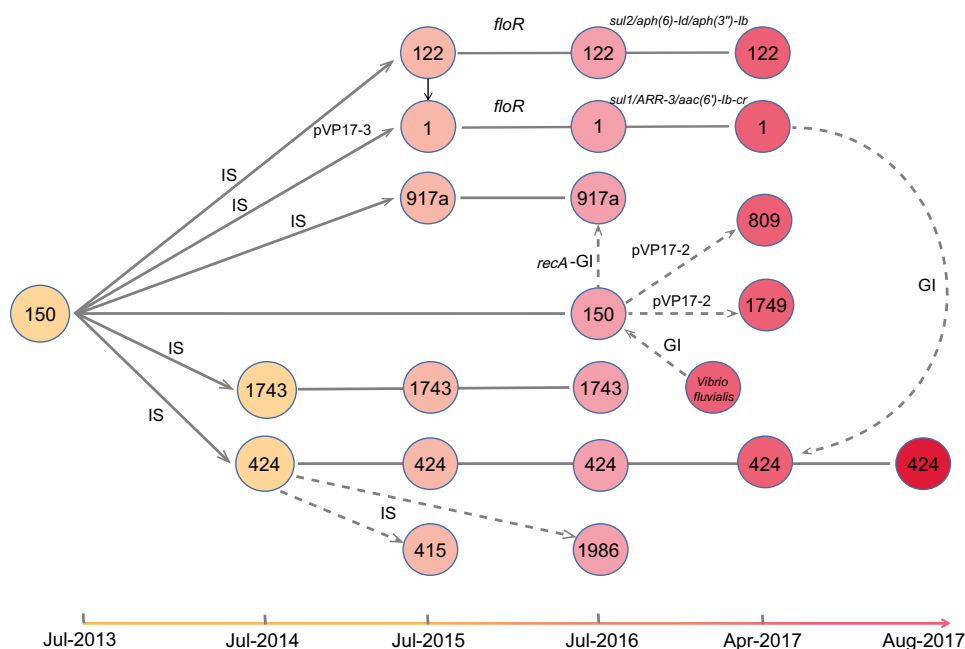 floR
sul2/aph(6)-Id/aph(3")-Ib
122
122
122
pVP17-3
floR
sul1/ARR-3/aac(6')-Ib-cr
1
1
1
IS
IS
IS
917a
917a
809
recA-GI
pVP17-2
GI
150
150
pVP17-2
1749
IS
GI
1743
1743
1743
Vibrio
fluvialis
IS
424
424
424
424
424
IS
415
1986
Jul-2013
Jul-2014
Jul-2015
Jul-2016
Apr-2017
Aug-2017